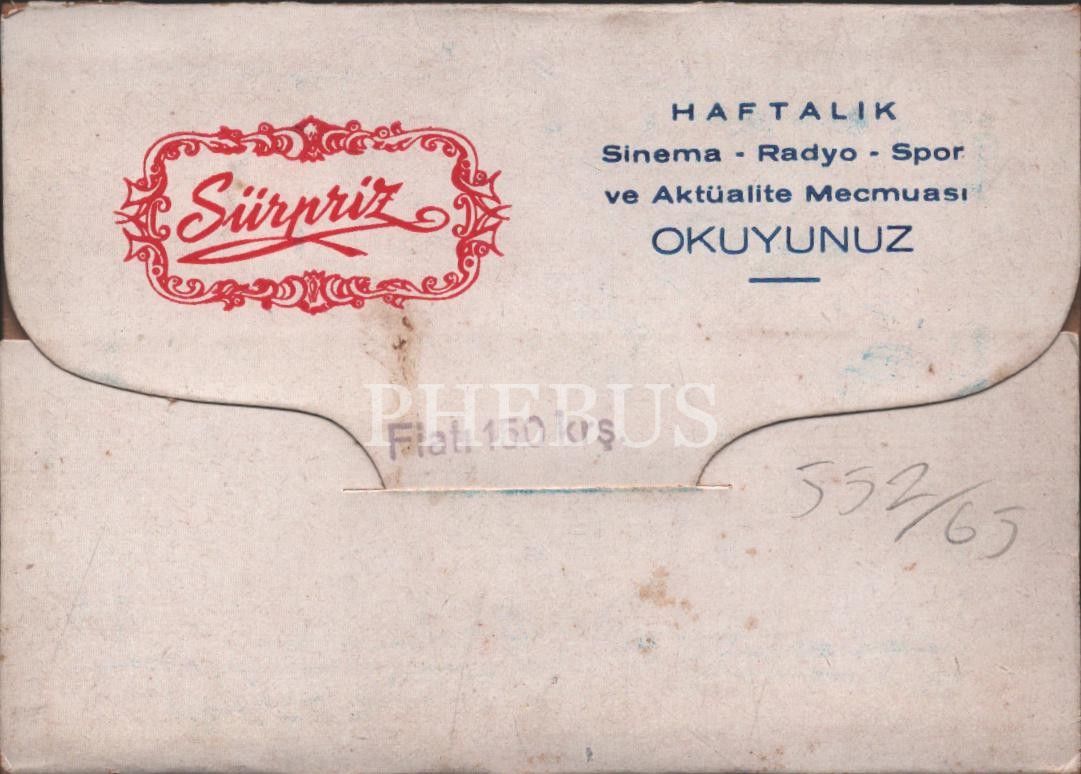 Sürpriz
HAFTALIK
Sinema - Radyo - Spor
ve Aktüalite Mecmuası
OKUYUNUZ
PHEBUS
Fiatı 150 krş.
552/65